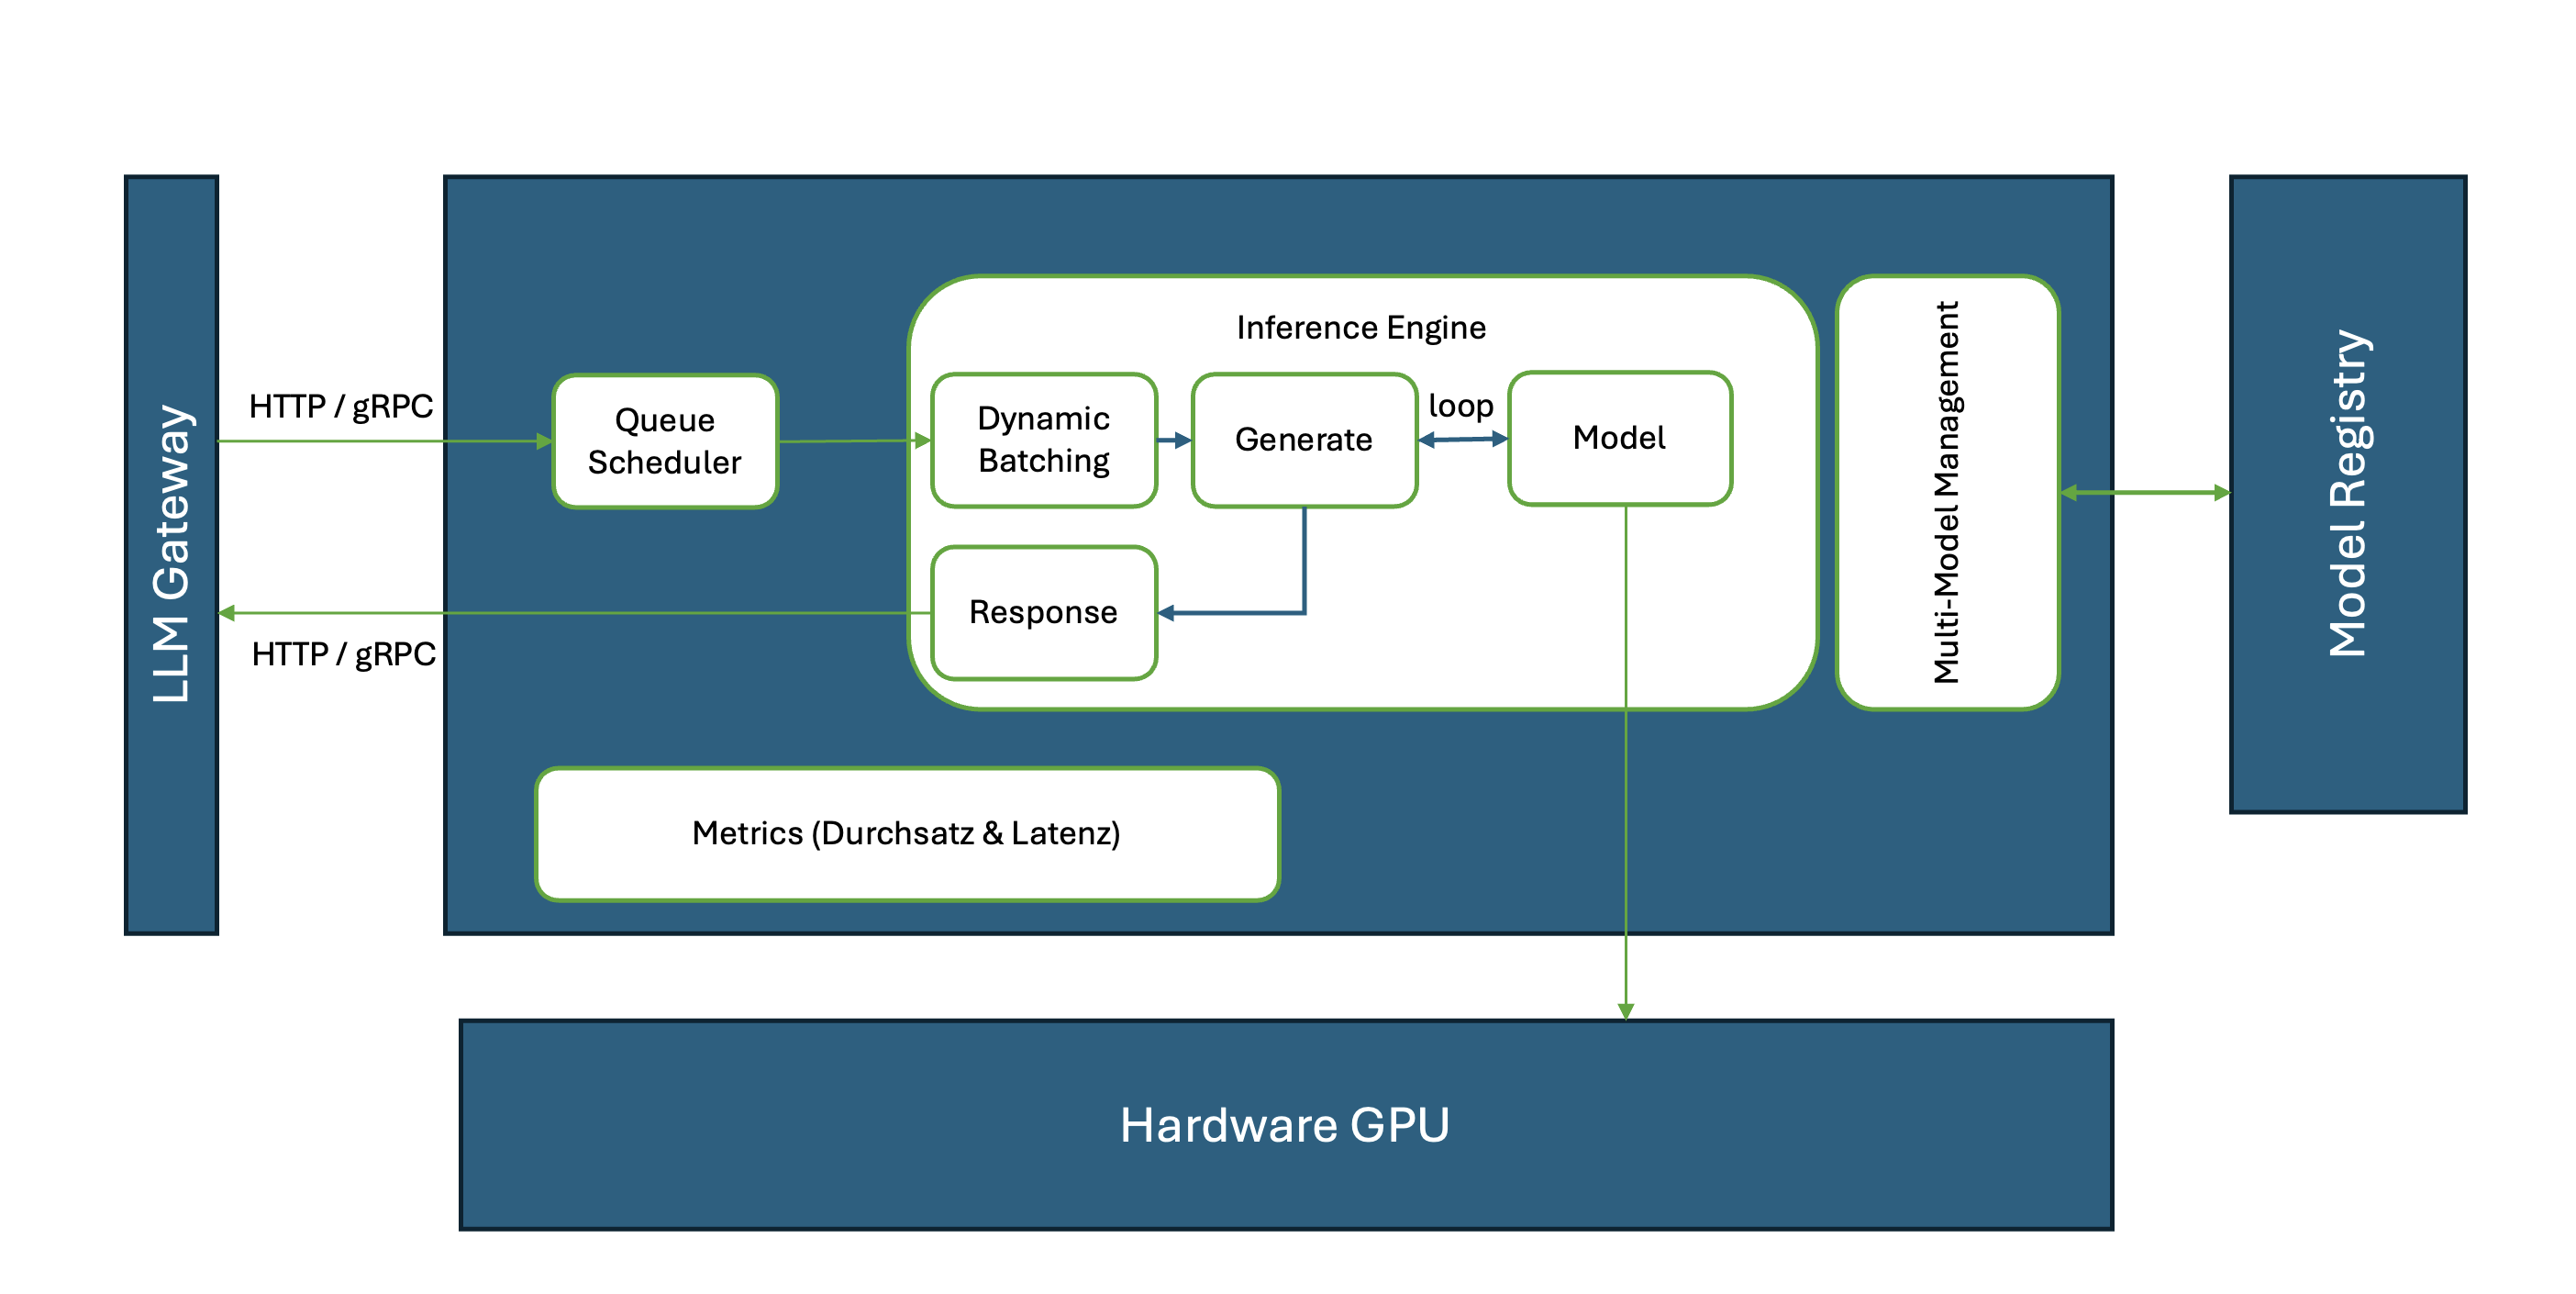 LLM Gateway
HTTP / gRPC
HTTP / gRPC
Queue
Scheduler
Inference Engine
Dynamic
Batching
Generate
loop
Model
Response
Multi-Model Management
Model Registry
Metrics (Durchsatz & Latenz)
Hardware GPU